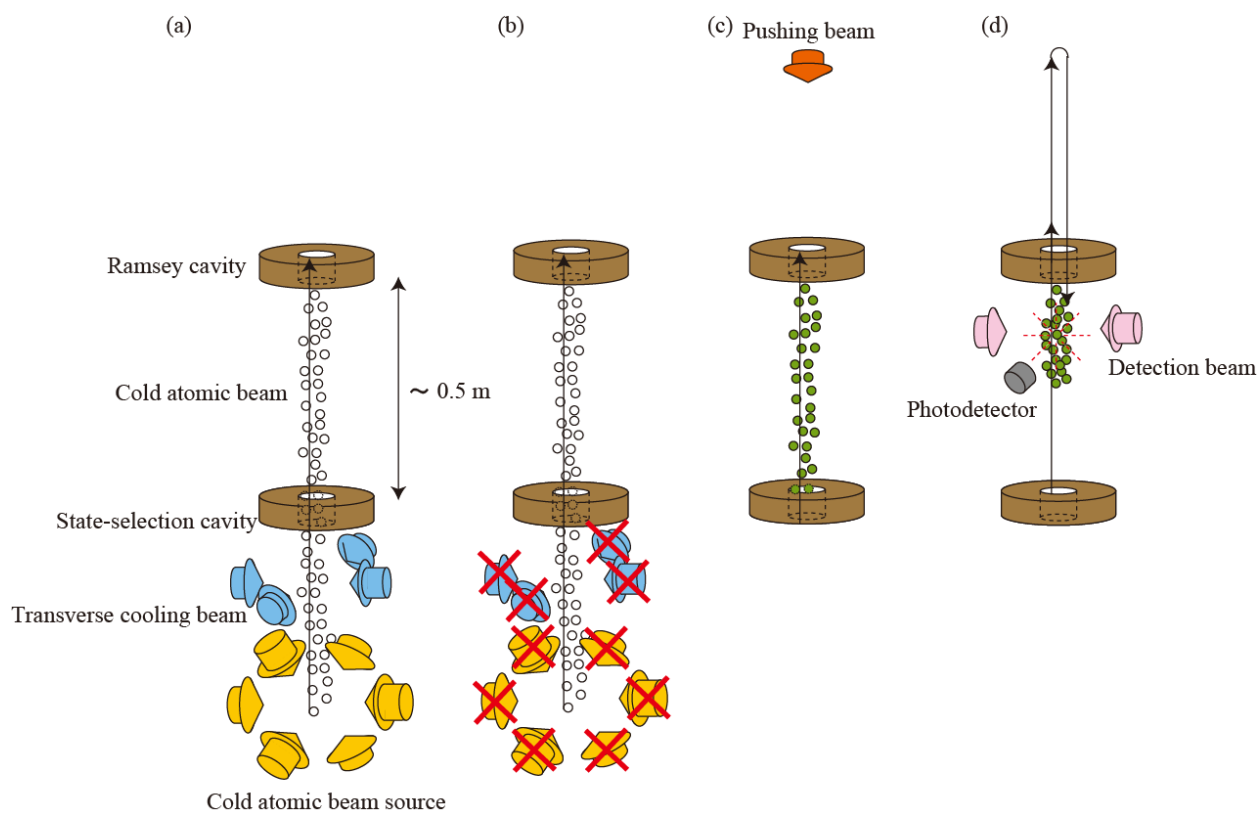 (a)
(b)
(c)
(d)
Pushing beam
Ramsey cavity
Cold atomic beam
~ 0.5 m
Detection beam
Photodetector
State-selection cavity
Transverse cooling beam
Cold atomic beam source